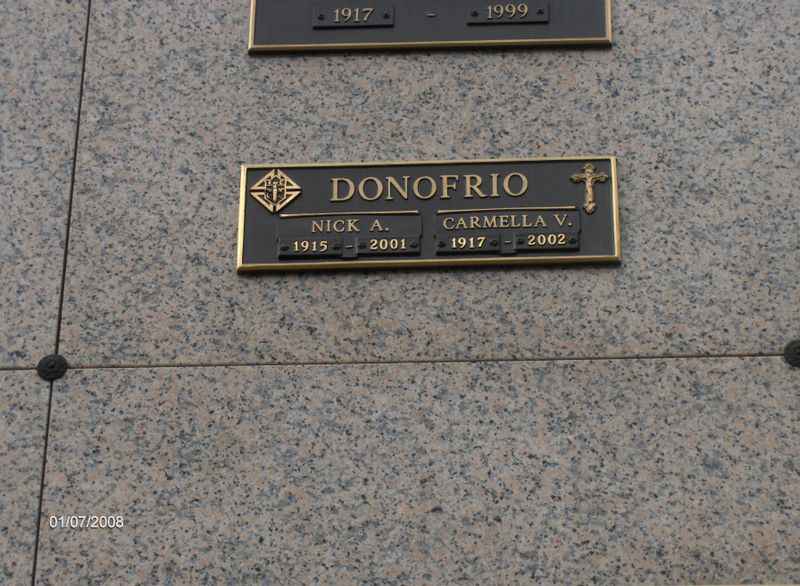 1917 - 1999
DONOFRIO
NICK A. CARMELLA V.
1915 - 2001 1917 - 2002
01/07/2008